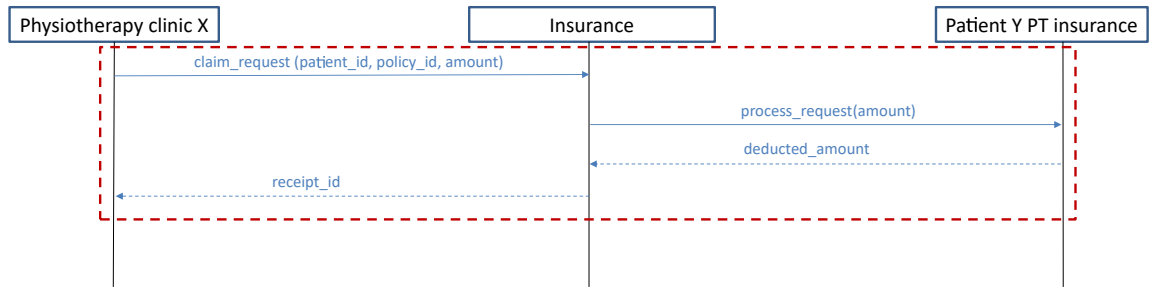 Physiotherapy clinic X
Insurance
Patient Y PT insurance
claim_request (patient_id, policy_id, amount)
process_request(amount)
deducted_amount
receipt_id